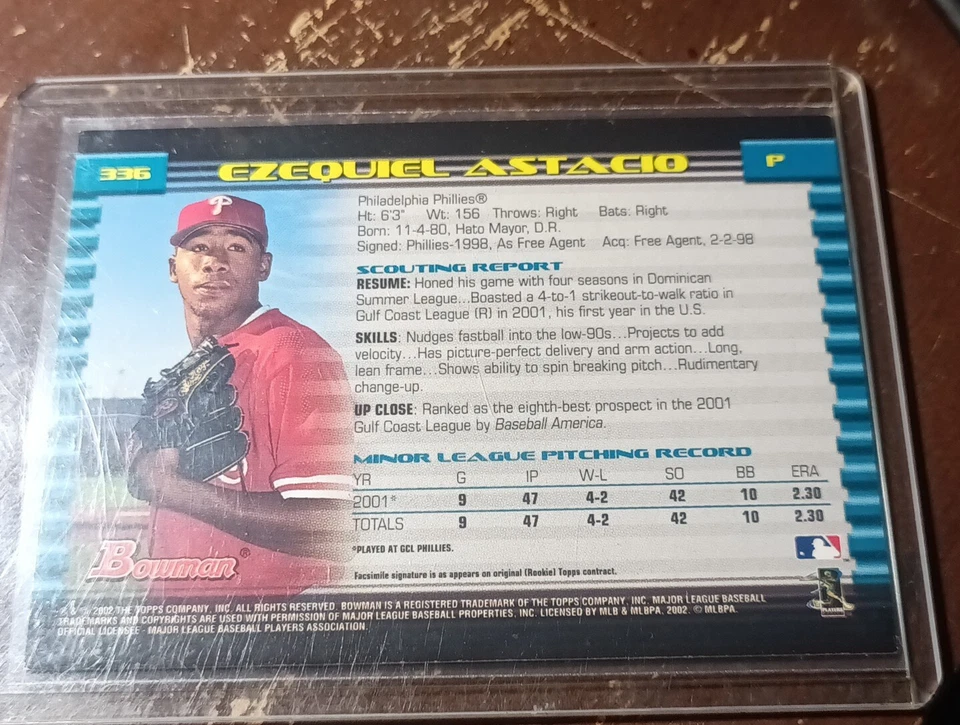 336 EZEQUIEL ASTACIO P
Philadelphia Phillies®
Ht: 6'3" Wt: 156 Throws: Right Bats: Right
Born: 11-4-80, Hato Mayor, D.R.
Signed: Phillies-1998, As Free Agent Acq: Free Agent, 2-2-98
SCOUTING REPORT
RESUME: Honed his game with four seasons in Dominican
Summer League...Boasted a 4-to-1 strikeout-to-walk ratio in
Gulf Coast League (R) in 2001, his first year in the U.S.
SKILLS: Nudges fastball into the low-90s...Projects to add
velocity...Has picture-perfect delivery and arm action...Long,
lean frame...Shows ability to spin breaking pitch...Rudimentary
change-up.
UP CLOSE: Ranked as the eighth-best prospect in the 2001
Gulf Coast League by Baseball America.
MINOR LEAGUE PITCHING RECORD
YR G IP W-L SO BB ERA
2001* 9 47 4-2 42 10 2.30
TOTALS 9 47 4-2 42 10 2.30
*PLAYED AT GCL PHILLIES.
Bowman®
Facsimile signature is as appears on original (Rookie) Topps contract.
® & © 2002 THE TOPPS COMPANY, INC. ALL RIGHTS RESERVED. BOWMAN IS A REGISTERED TRADEMARK OF THE TOPPS COMPANY, INC. MAJOR LEAGUE BASEBALL
TRADEMARKS AND COPYRIGHTS ARE USED WITH PERMISSION OF MAJOR LEAGUE BASEBALL PROPERTIES, INC. LICENSED BY MLB & MLBPA, 2002. © MLBPA.
OFFICIAL LICENSEE - MAJOR LEAGUE BASEBALL PLAYERS ASSOCIATION.